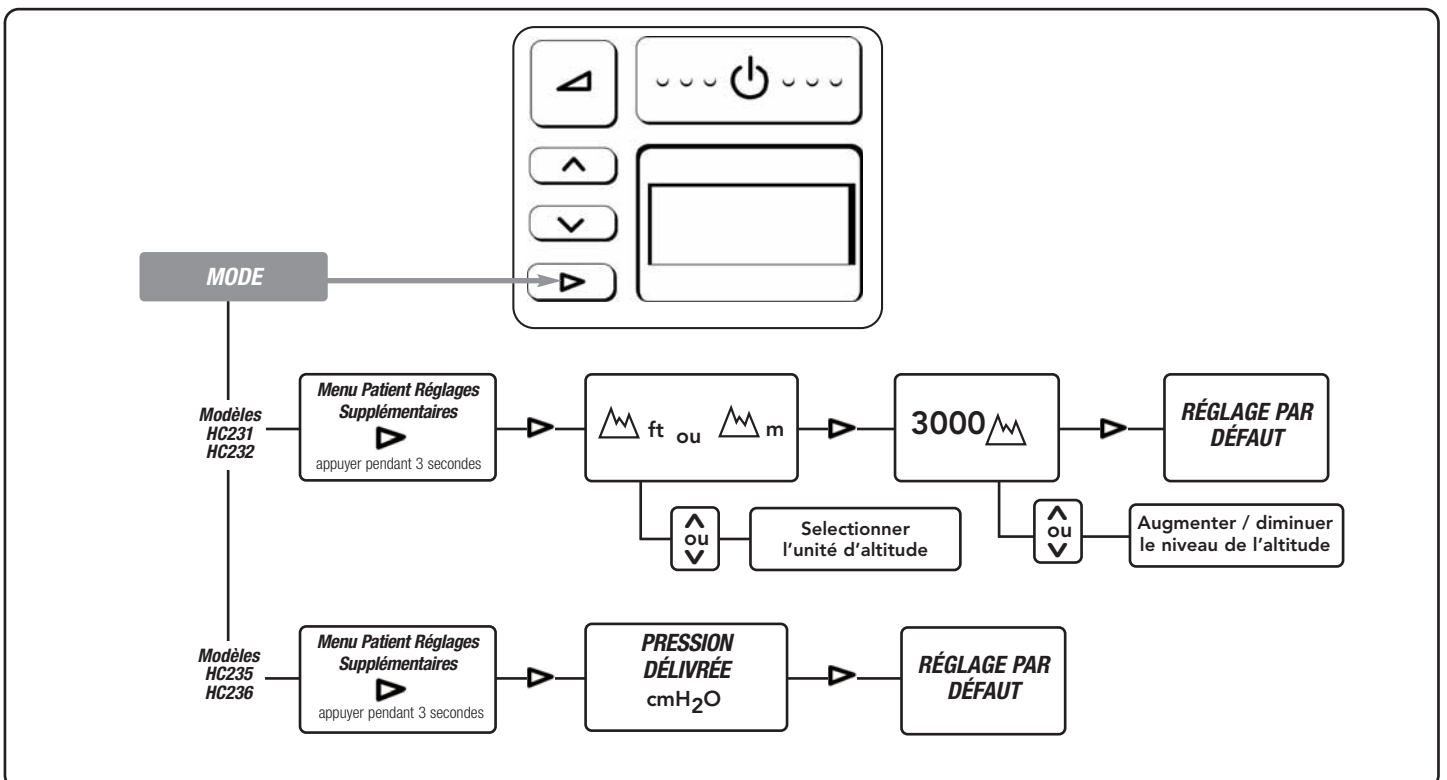 MODE
Modèles
HC231
HC232
Menu Patient Réglages
Supplémentaires
appuyer pendant 3 secondes
ft ou m
3000
RÉGLAGE PAR
DÉFAUT
ou
Selectionner
l'unité d'altitude
ou
Augmenter / diminuer
le niveau de l'altitude
Modèles
HC235
HC236
Menu Patient Réglages
Supplémentaires
appuyer pendant 3 secondes
PRESSION
DÉLIVRÉE
cmH2O
RÉGLAGE PAR
DÉFAUT